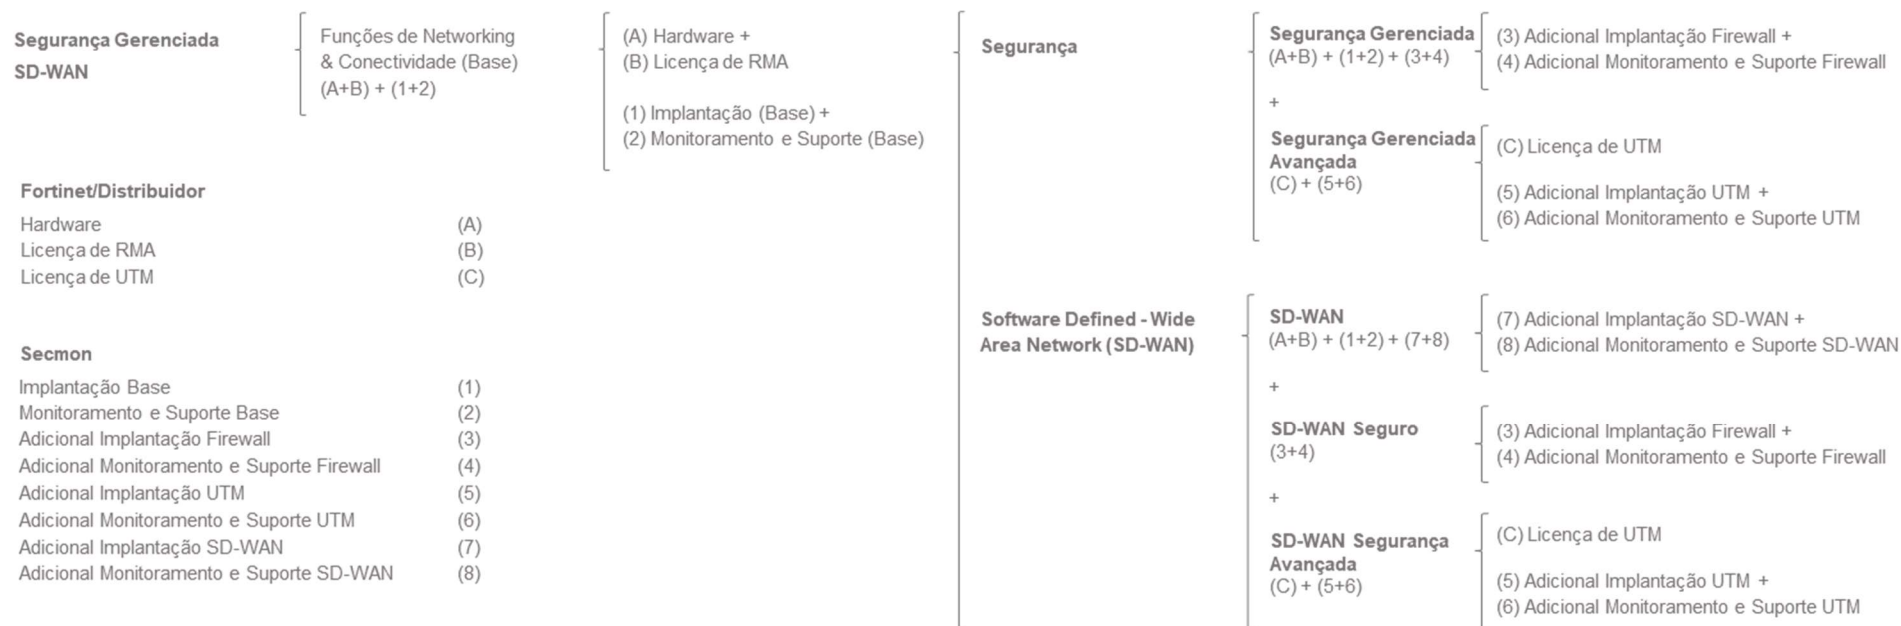 Segurança Gerenciada
SD-WAN
Funções de Networking
& Conectividade (Base)
(A+B) + (1+2)
(A) Hardware +
(B) Licença de RMA
(1) Implantação (Base) +
(2) Monitoramento e Suporte (Base)
Segurança
Segurança Gerenciada
(A+B) + (1+2) + (3+4)
(3) Adicional Implantação Firewall +
(4) Adicional Monitoramento e Suporte Firewall
+
Segurança Gerenciada
Avançada
(C) + (5+6)
(C) Licença de UTM
(5) Adicional Implantação UTM +
(6) Adicional Monitoramento e Suporte UTM
Fortinet/Distribuidor
Hardware (A)
Licença de RMA (B)
Licença de UTM (C)
Secmon
Implantação Base (1)
Monitoramento e Suporte Base (2)
Adicional Implantação Firewall (3)
Adicional Monitoramento e Suporte Firewall (4)
Adicional Implantação UTM (5)
Adicional Monitoramento e Suporte UTM (6)
Adicional Implantação SD-WAN (7)
Adicional Monitoramento e Suporte SD-WAN (8)
Software Defined - Wide
Area Network (SD-WAN)
SD-WAN
(A+B) + (1+2) + (7+8)
(7) Adicional Implantação SD-WAN +
(8) Adicional Monitoramento e Suporte SD-WAN
+
SD-WAN Seguro
(3+4)
(3) Adicional Implantação Firewall +
(4) Adicional Monitoramento e Suporte Firewall
+
SD-WAN Segurança
Avançada
(C) + (5+6)
(C) Licença de UTM
(5) Adicional Implantação UTM +
(6) Adicional Monitoramento e Suporte UTM